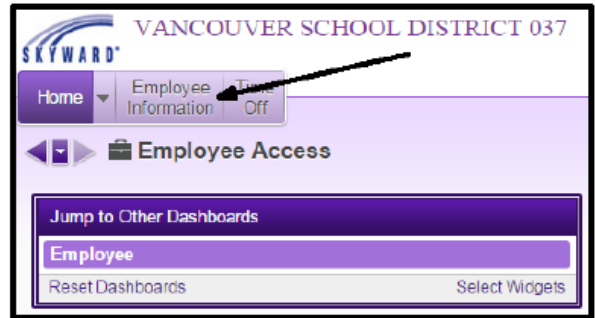 VANCOUVER SCHOOL DISTRICT 037
SKYWARD
Home
Employee Information
Time Off
Employee Access
Jump to Other Dashboards
Employee
Reset Dashboards
Select Widgets